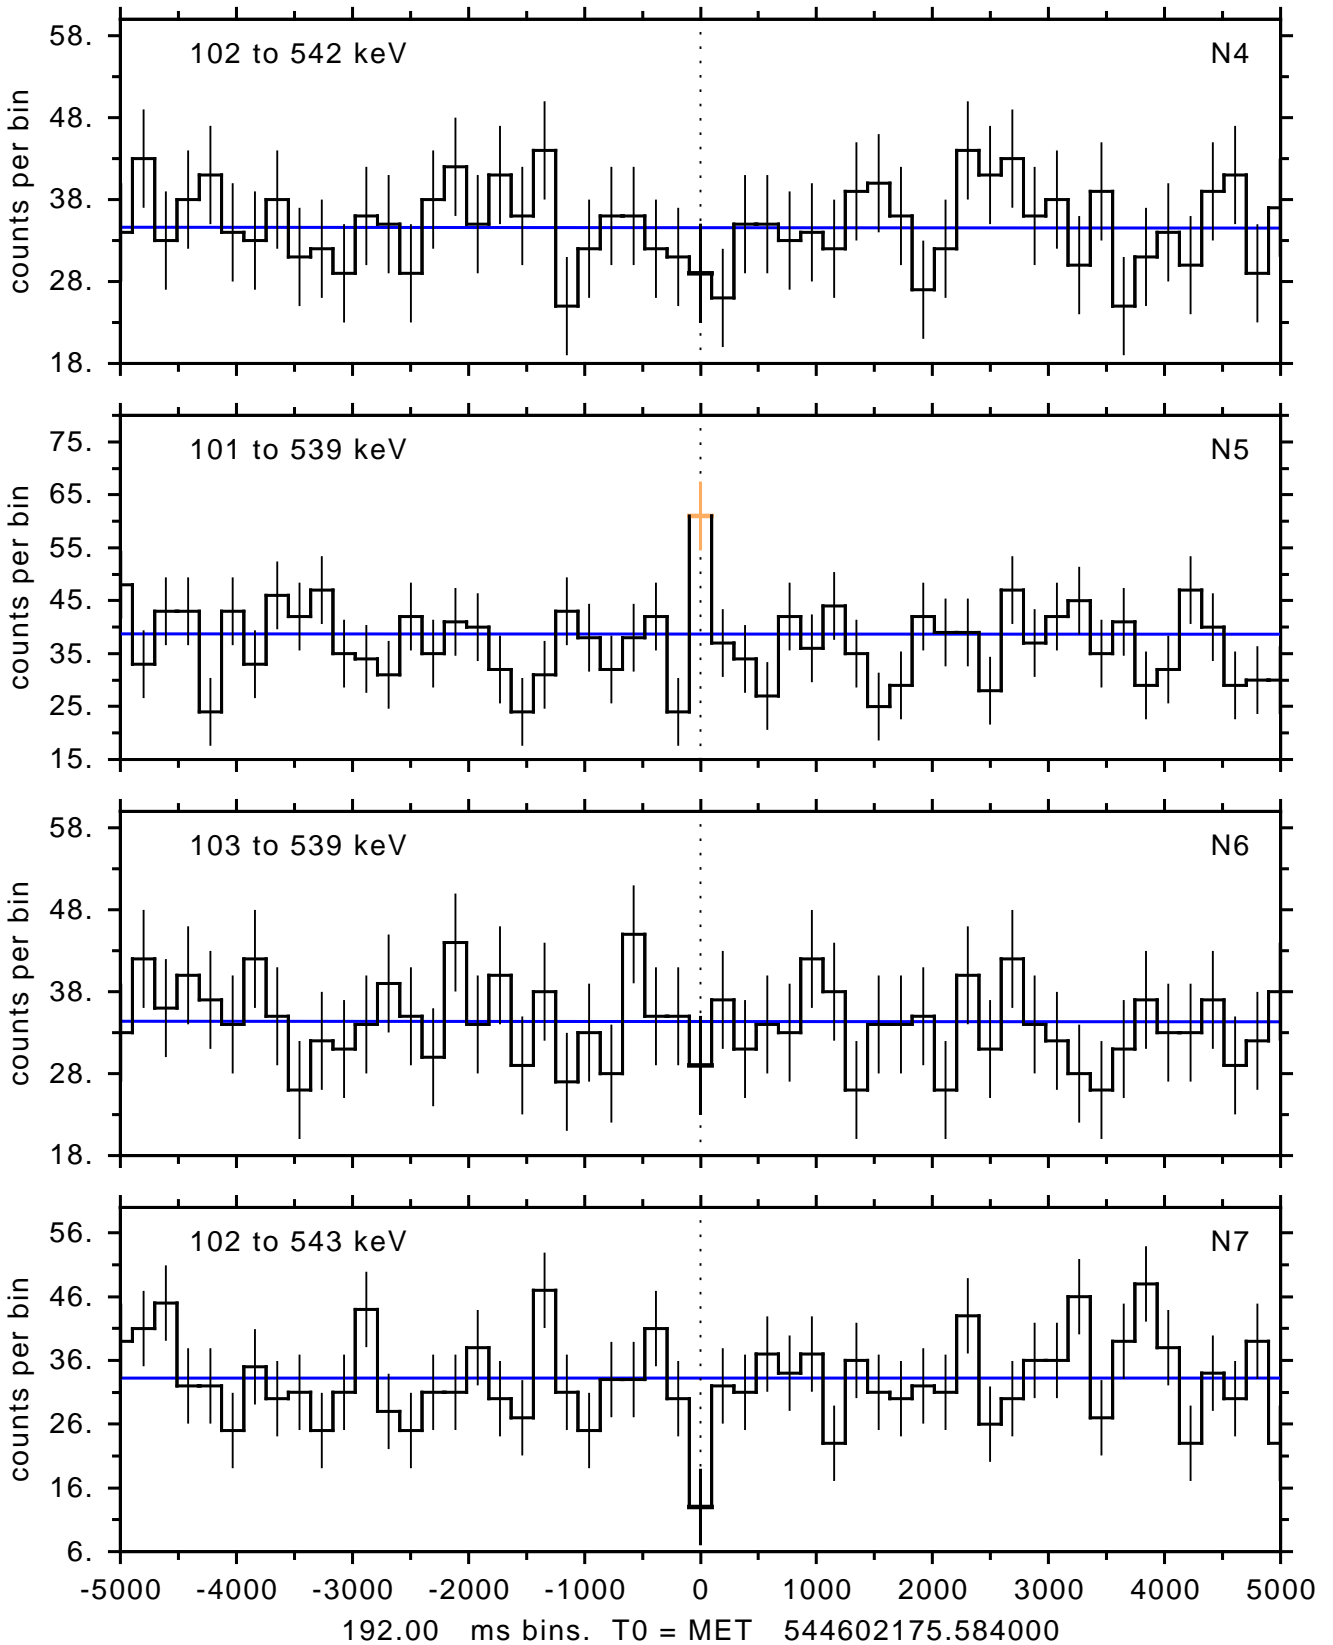 102 to 542 keV N4
58.
48.
38.
28.
18.
counts per bin
101 to 539 keV N5
75.
65.
55.
45.
35.
25.
15.
counts per bin
103 to 539 keV N6
58.
48.
38.
28.
18.
counts per bin
102 to 543 keV N7
56.
46.
36.
26.
16.
6.
counts per bin
-5000 -4000 -3000 -2000 -1000 0 1000 2000 3000 4000 5000
192.00 ms bins. T0 = MET 544602175.584000